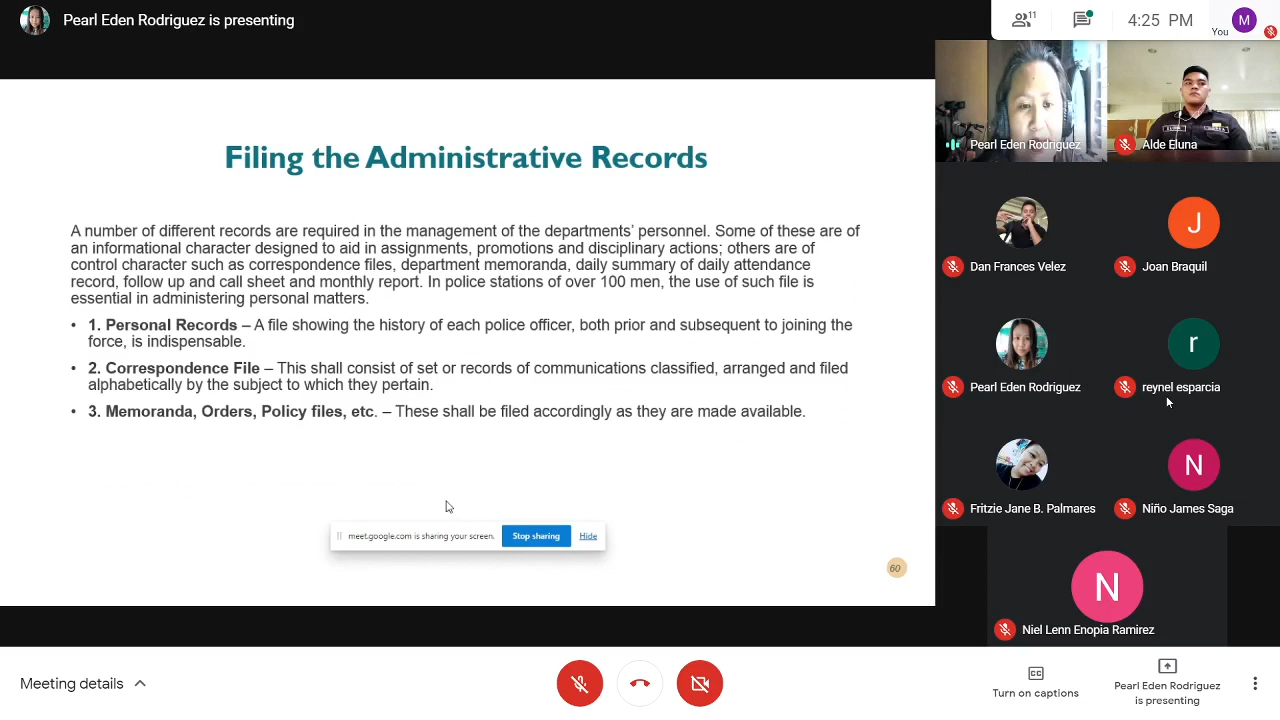 Pearl Eden Rodriguez is presenting
11
4:25 PM
You
M
Filing the Administrative Records
A number of different records are required in the management of the departments' personnel. Some of these are of
an informational character designed to aid in assignments, promotions and disciplinary actions; others are of
control character such as correspondence files, department memoranda, daily summary of daily attendance
record, follow up and call sheet and monthly report. In police stations of over 100 men, the use of such file is
essential in administering personal matters.
• 1. Personal Records – A file showing the history of each police officer, both prior and subsequent to joining the
force, is indispensable.
• 2. Correspondence File – This shall consist of set or records of communications classified, arranged and filed
alphabetically by the subject to which they pertain.
• 3. Memoranda, Orders, Policy files, etc. – These shall be filed accordingly as they are made available.
meet.google.com is sharing your screen.
Stop sharing
Hide
60
Pearl Eden Rodriguez
Alde Eluna
Dan Frances Velez
J
Joan Braquil
Pearl Eden Rodriguez
r
reynel esparcia
Fritzie Jane B. Palmares
N
Niño James Saga
N
Niel Lenn Enopia Ramirez
Meeting details
CC
Turn on captions
Pearl Eden Rodriguez
is presenting